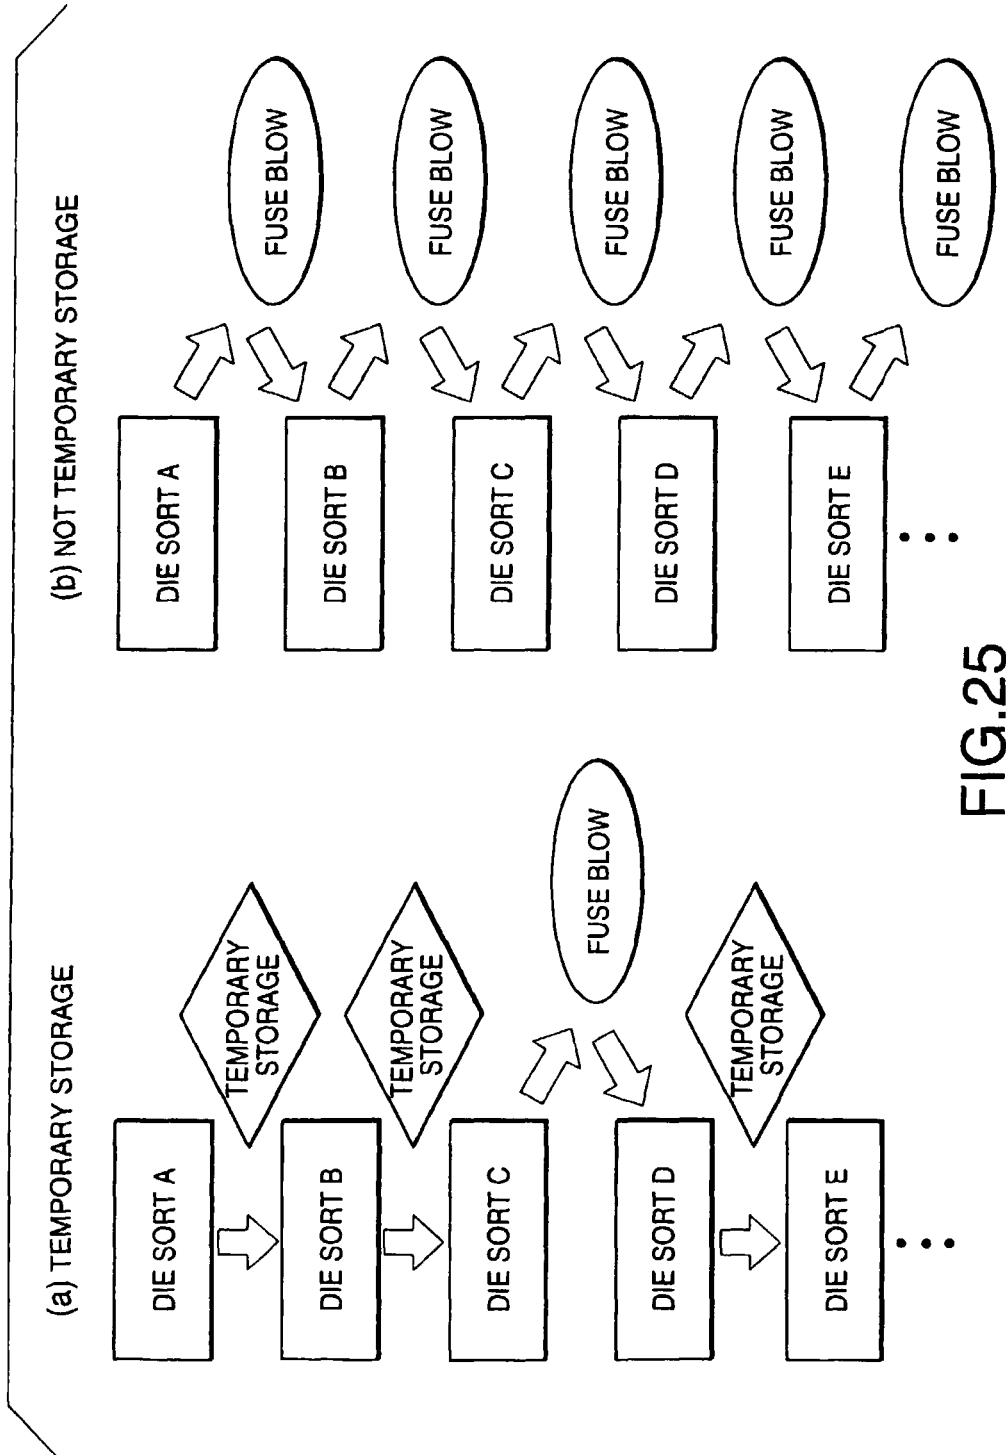 (a) TEMPORARY STORAGE
DIE SORT A
TEMPORARY
STORAGE
DIE SORT B
TEMPORARY
STORAGE
DIE SORT C
FUSE BLOW
DIE SORT D
TEMPORARY
STORAGE
DIE SORT E
(b) NOT TEMPORARY STORAGE
DIE SORT A
FUSE BLOW
DIE SORT B
FUSE BLOW
DIE SORT C
FUSE BLOW
DIE SORT D
FUSE BLOW
DIE SORT E
FUSE BLOW
FIG.25